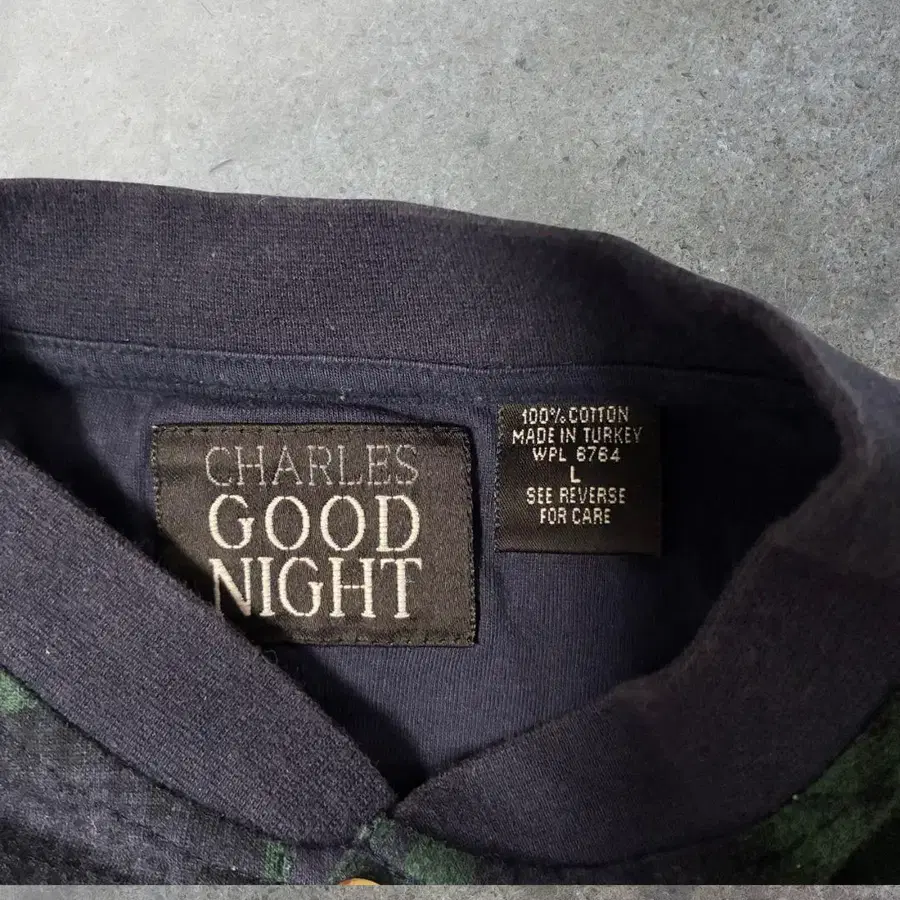 CHARLES
GOOD
NIGHT
100% COTTON
MADE IN TURKEY
WPL 6764
L
SEE REVERSE
FOR CARE